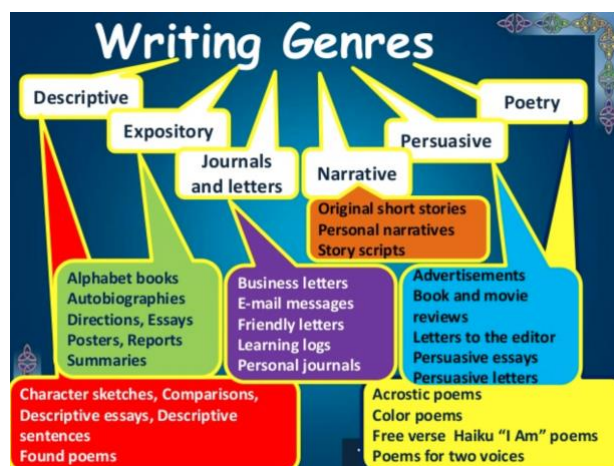 Writing Genres
Descriptive
Expository
Journals
and letters
Narrative
Persuasive
Poetry
Original short stories
Personal narratives
Story scripts
Alphabet books
Autobiographies
Directions, Essays
Posters, Reports
Summaries
Business letters
E-mail messages
Friendly letters
Learning logs
Personal journals
Advertisements
Book and movie
reviews
Letters to the editor
Persuasive essays
Persuasive letters
Character sketches, Comparisons,
Descriptive essays, Descriptive
sentences
Found poems
Acrostic poems
Color poems
Free verse Haiku “I Am” poems
Poems for two voices